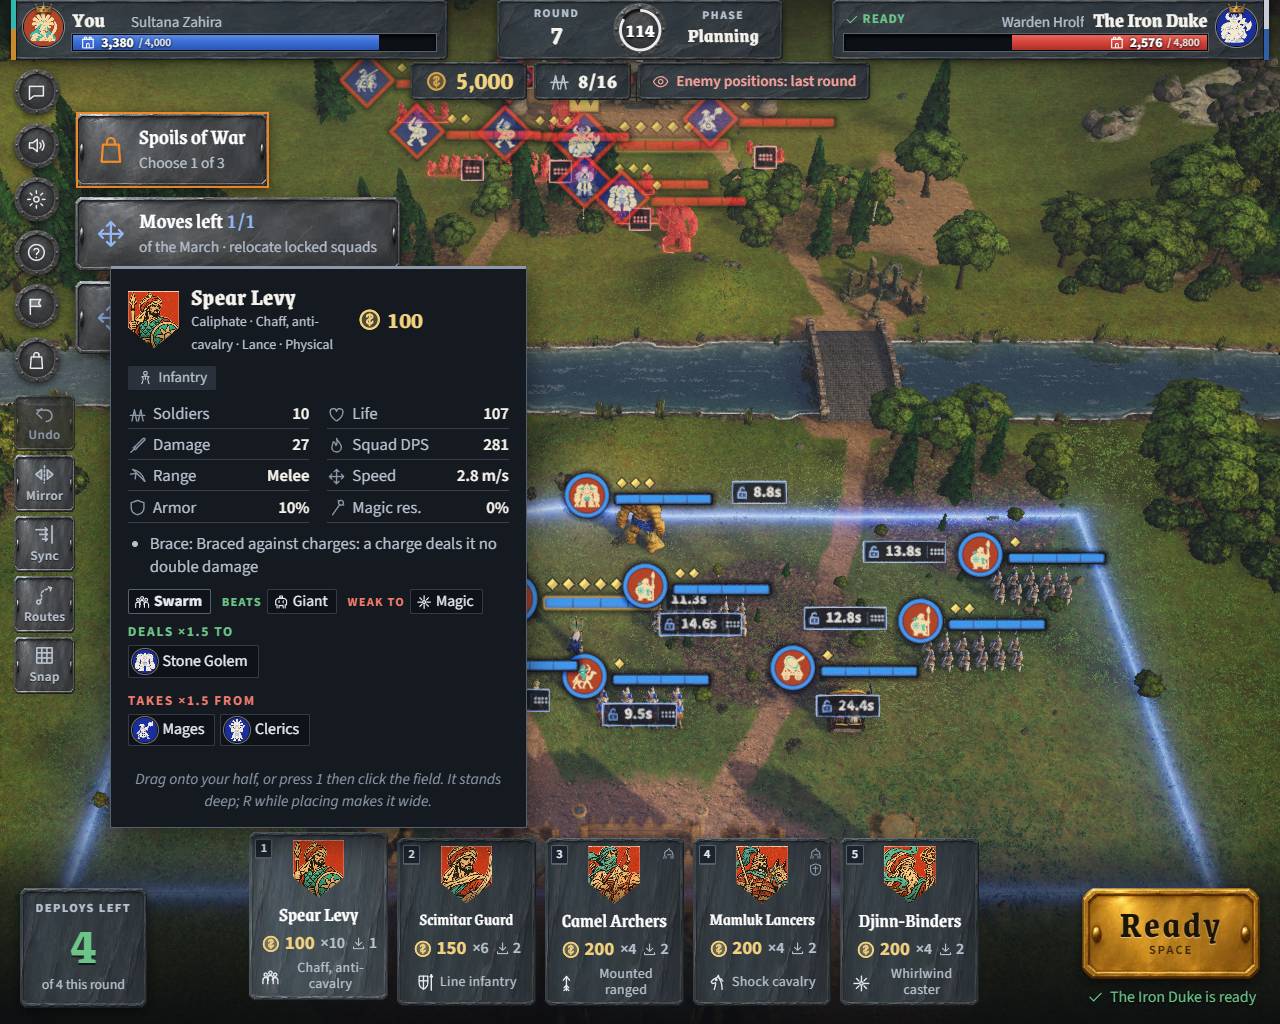 You Sultana Zahira
3,380 / 4,000
ROUND
7
114
PHASE
Planning
READY
Warden Hrolf The Iron Duke
2,576 / 4,800
5,000
8/16
Enemy positions: last round
Spoils of War
Choose 1 of 3
Moves left 1/1
of the March · relocate locked squads
Undo
Mirror
Sync
Routes
Snap
Spear Levy
Caliphate · Chaff, anti-
cavalry · Lance · Physical
100
Infantry
Soldiers 10
Life 107
Damage 27
Squad DPS 281
Range Melee
Speed 2.8 m/s
Armor 10%
Magic res. 0%
• Brace: Braced against charges: a charge deals it no
double damage
Swarm BEATS Giant WEAK TO Magic
DEALS ×1.5 TO
Stone Golem
TAKES ×1.5 FROM
Mages Clerics
Drag onto your half, or press 1 then click the field. It stands
deep; R while placing makes it wide.
8.8s
13.8s
11.3s
14.6s
12.8s
9.5s
24.4s
DEPLOYS LEFT
4
of 4 this round
1
Spear Levy
100 ×10 1
Chaff, anti-
cavalry
2
Scimitar Guard
150 ×6 2
Line infantry
3
Camel Archers
200 ×4 2
Mounted
ranged
4
Mamluk Lancers
200 ×4 2
Shock cavalry
5
Djinn-Binders
200 ×4 2
Whirlwind
caster
Ready
SPACE
The Iron Duke is ready